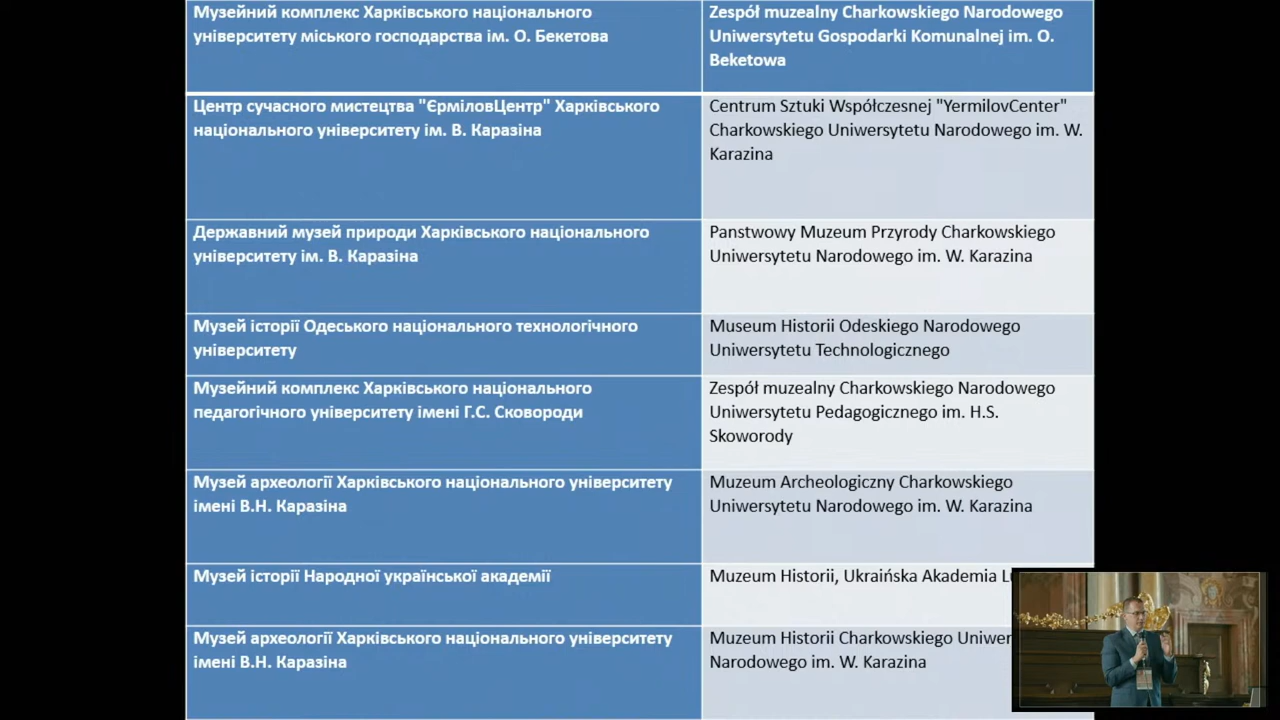 Музейний комплекс Харківського національного
університету міського господарства ім. О. Бекетова
Zespół muzealny Charkowskiego Narodowego
Uniwersytetu Gospodarki Komunalnej im. O.
Beketowa
Центр сучасного мистецтва "ЄрміловЦентр" Харківського
національного університету ім. В. Каразіна
Centrum Sztuki Współczesnej "YermilovCenter"
Charkowskiego Uniwersytetu Narodowego im. W.
Karazina
Державний музей природи Харківського національного
університету ім. В. Каразіна
Panstwowy Muzeum Przyrody Charkowskiego
Uniwersytetu Narodowego im. W. Karazina
Музей історії Одеського національного технологічного
університету
Museum Historii Odeskiego Narodowego
Uniwersytetu Technologicznego
Музейний комплекс Харківського національного
педагогічного університету імені Г.С. Сковороди
Zespół muzealny Charkowskiego Narodowego
Uniwersytetu Pedagogicznego im. H.S.
Skoworody
Музей археології Харківського національного університету
імені В.Н. Каразіна
Muzeum Archeologiczny Charkowskiego
Uniwersytetu Narodowego im. W. Karazina
Музей історії Народної української академії
Muzeum Historii, Ukraińska Akademia
Музей археології Харківського національного університету
імені В.Н. Каразіна
Muzeum Historii Charkowskiego
Narodowego im. W. Karazina